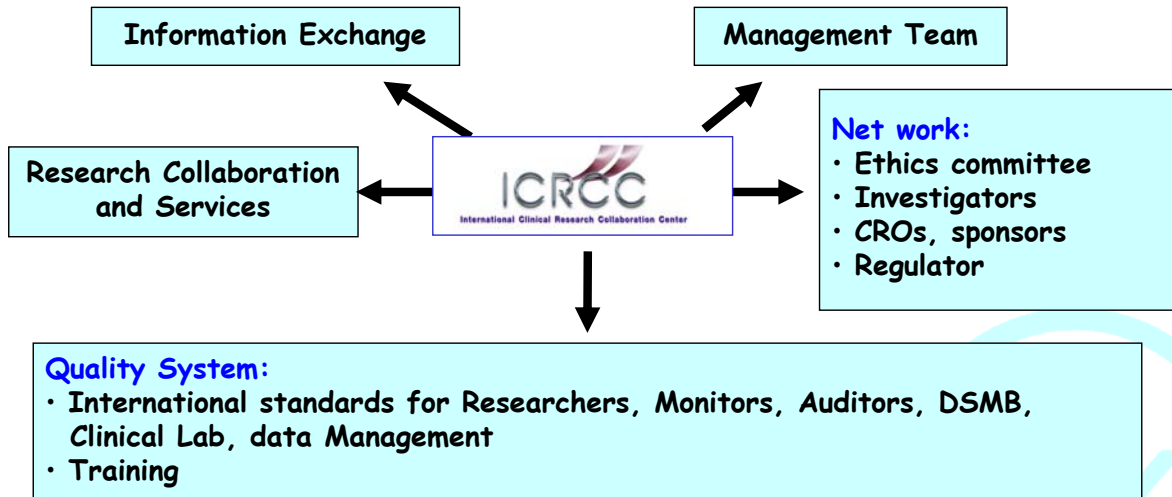 Information Exchange
Management Team
Research Collaboration
and Services
ICRCC
International Clinical Research Collaboration Center
Net work:
• Ethics committee
• Investigators
• CROs, sponsors
• Regulator
Quality System:
• International standards for Researchers, Monitors, Auditors, DSMB,
Clinical Lab, data Management
• Training